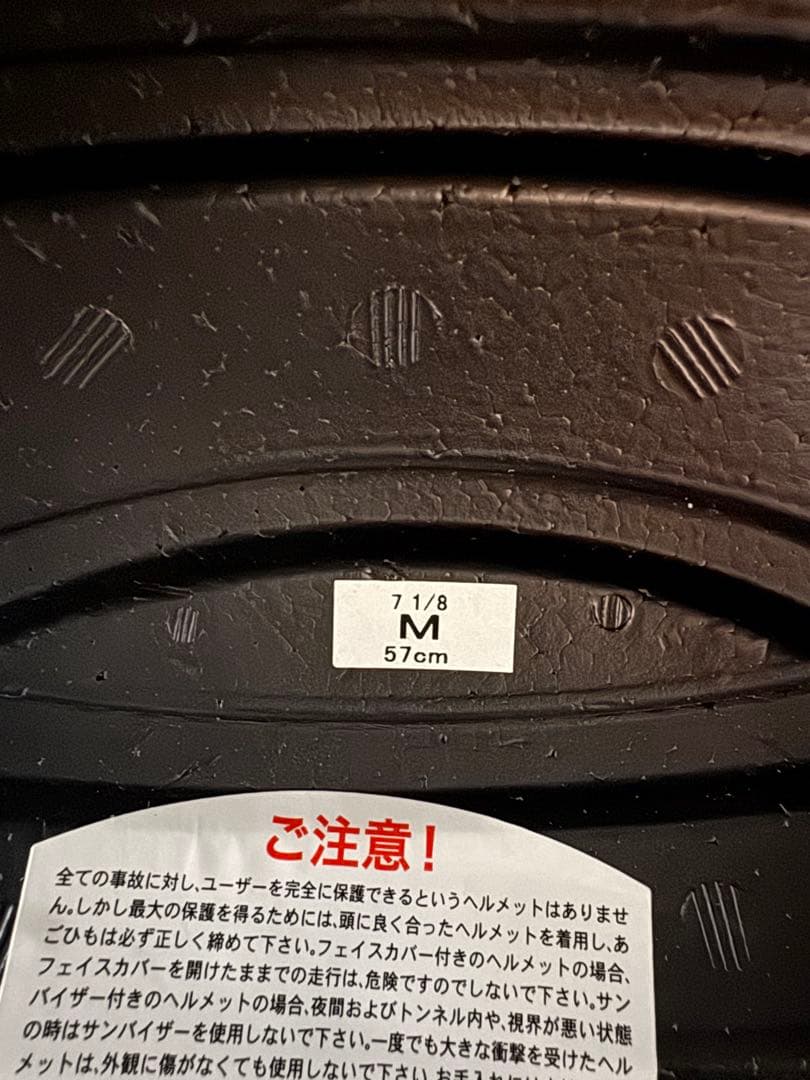 7 1/8
M
57cm
ご注意!
全ての事故に対し、ユーザーを完全に保護できるというヘルメットはありませ
ん。しかし最大の保護を得るためには、頭に良く合ったヘルメットを着用し、あ
ごひもは必ず正しく締めて下さい。フェイスカバー付きのヘルメットの場合、
フェイスカバーを開けたままでの走行は、危険ですのでしないで下さい。サン
バイザー付きのヘルメットの場合、夜間およびトンネル内や、視界が悪い状態
の時はサンバイザーを使用しないで下さい。一度でも大きな衝撃を受けたヘル
メットは、外観に傷がなくても使用しないで下さい。お手入れには